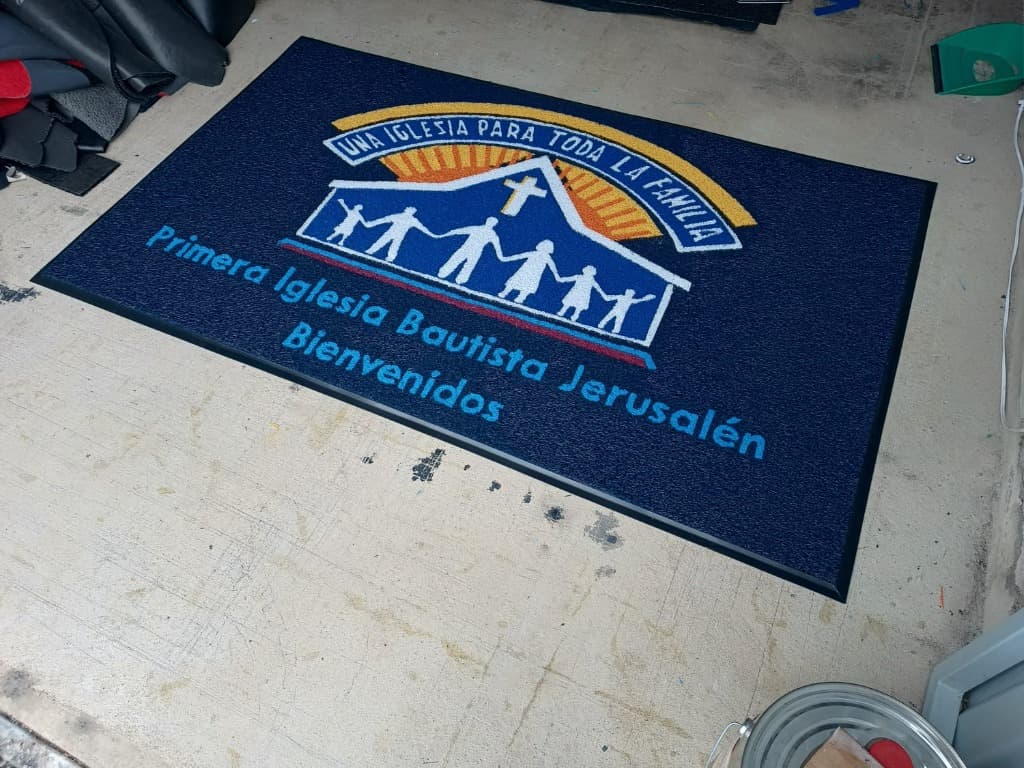 UNA IGLESIA PARA TODA LA FAMILIA
Primera Iglesia Bautista Jerusalén
Bienvenidos